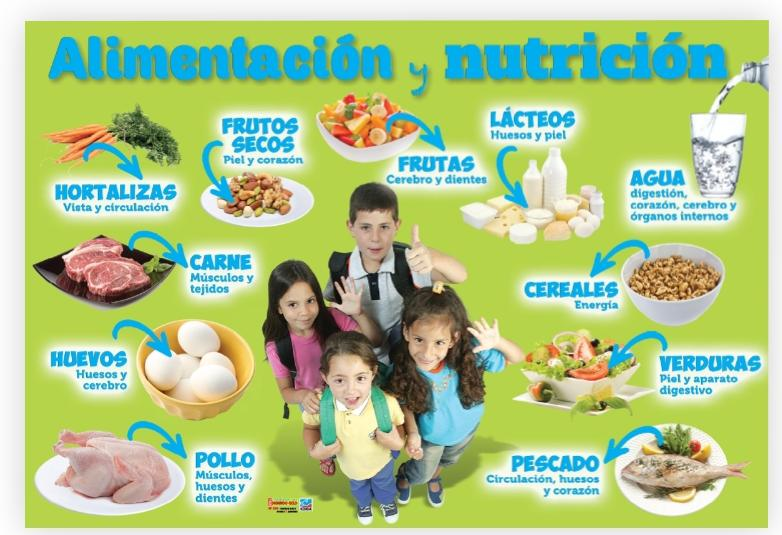 Alimentación y nutrición
FRUTOS
SECOS
Piel y corazón
LÁCTEOS
Huesos y piel
FRUTAS
Cerebro y dientes
HORTALIZAS
Vista y circulación
AGUA
digestión,
corazón, cerebro y
órganos internos
CARNE
Músculos y
tejidos
CEREALES
Energía
HUEVOS
Huesos y
cerebro
VERDURAS
Piel y aparato
digestivo
POLLO
Músculos,
huesos y
dientes
PESCADO
Circulación, huesos
y corazón